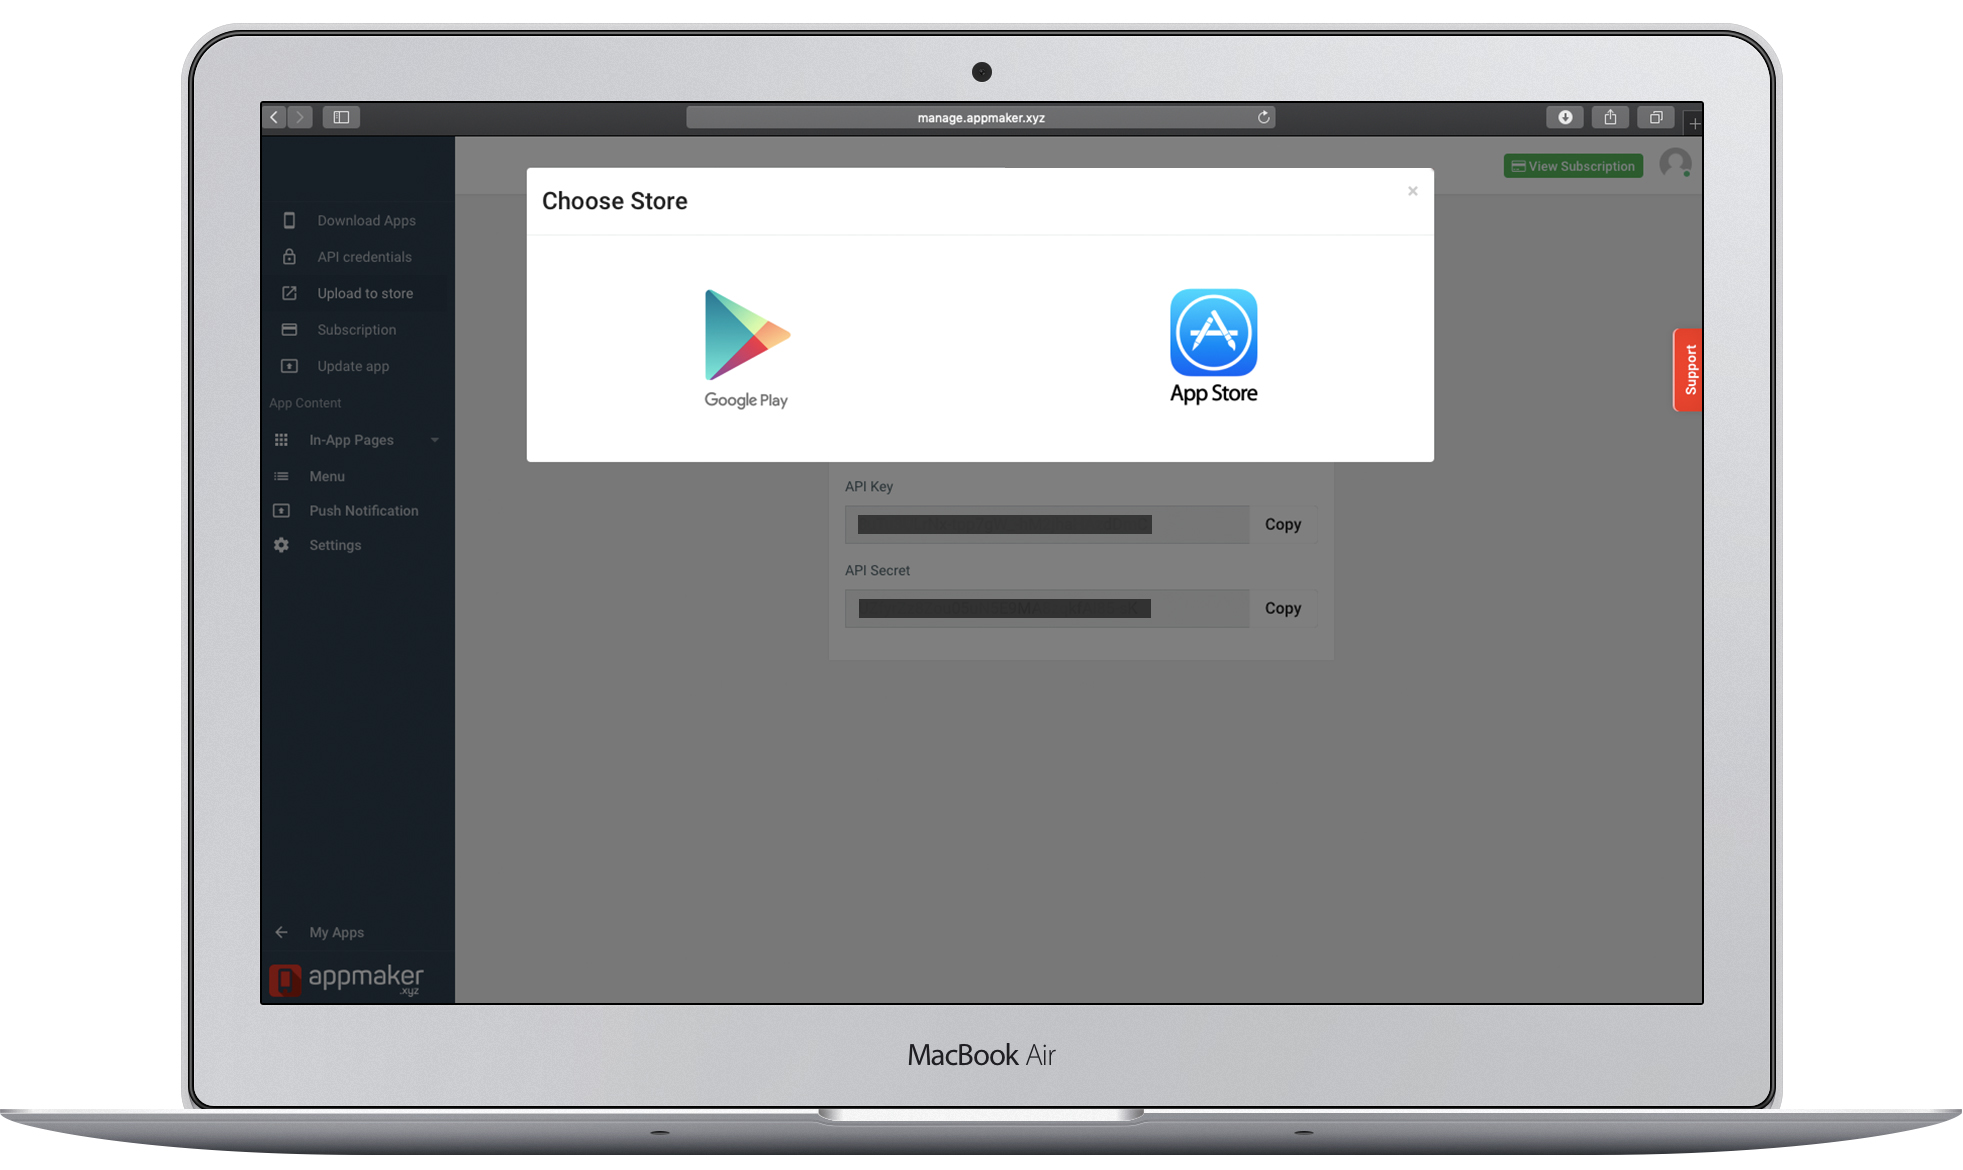 manage.appmaker.xyz
View Subscription
Choose Store
×
Download Apps
API credentials
Upload to store
Subscription
Update app
App Content
In-App Pages
Menu
Push Notification
Settings
Google Play
App Store
Support
API Key
Copy
API Secret
Copy
My Apps
appmaker
.xyz
MacBook Air